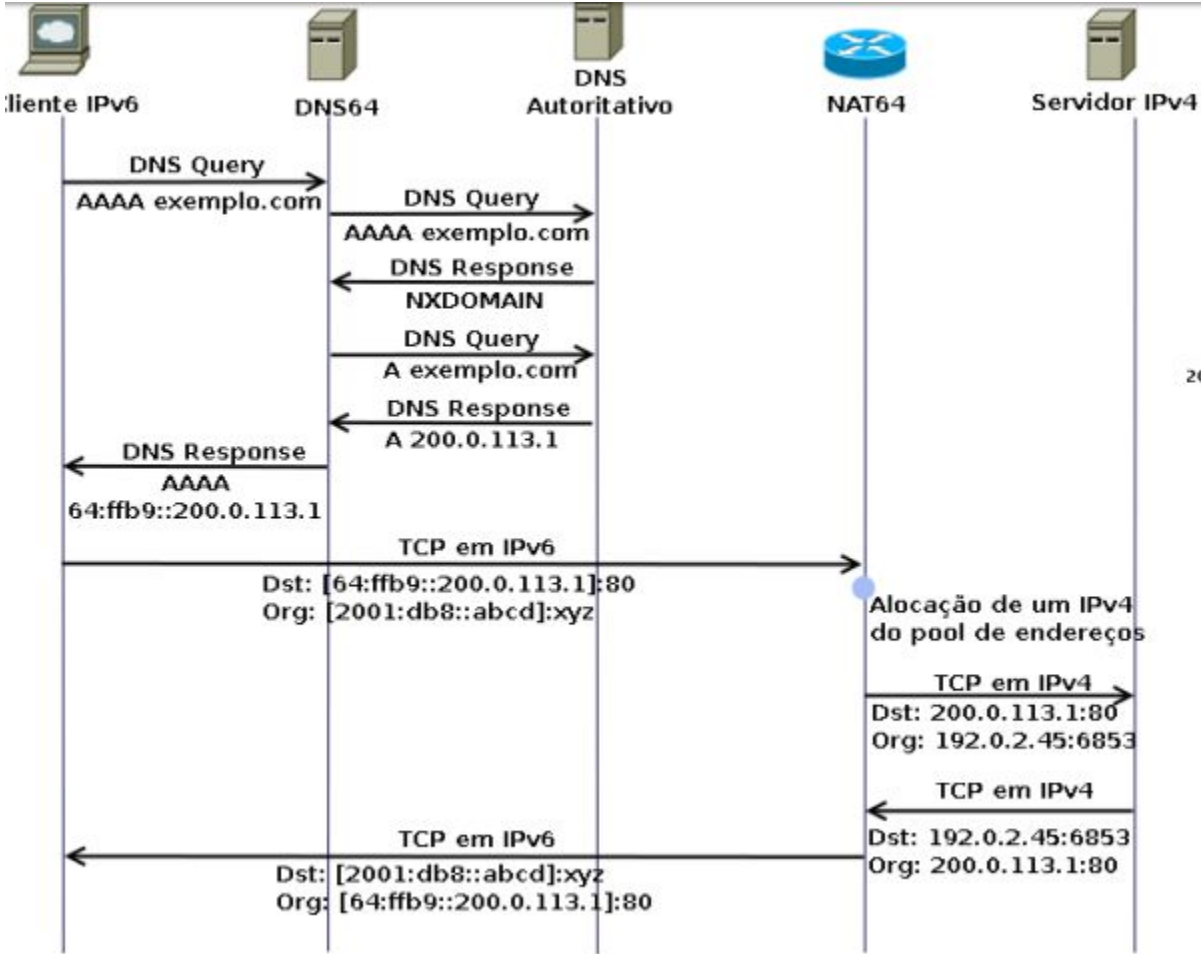 liente IPv6
DNS64
DNS
Autoritativo
NAT64
Servidor IPv4
DNS Query
AAAA exemplo.com
DNS Query
AAAA exemplo.com
DNS Response
NXDOMAIN
DNS Query
A exemplo.com
DNS Response
A 200.0.113.1
DNS Response
AAAA
64:ffb9::200.0.113.1
TCP em IPv6
Dst: [64:ffb9::200.0.113.1]:80
Org: [2001:db8::abcd]:xyz
Alocação de um IPv4
do pool de endereços
TCP em IPv4
Dst: 200.0.113.1:80
Org: 192.0.2.45:6853
TCP em IPv4
Dst: 192.0.2.45:6853
Org: 200.0.113.1:80
TCP em IPv6
Dst: [2001:db8::abcd]:xyz
Org: [64:ffb9::200.0.113.1]:80